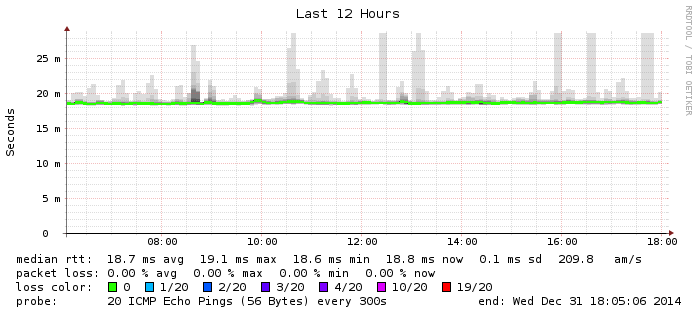 Last 12 Hours
RRDTOOL / TOBI OETIKER
Seconds
25 m
20 m
15 m
10 m
5 m
0
08:00 10:00 12:00 14:00 16:00 18:00
median rtt: 18.7 ms avg 19.1 ms max 18.6 ms min 18.8 ms now 0.1 ms sd 209.8 am/s
packet loss: 0.00 % avg 0.00 % max 0.00 % min 0.00 % now
loss color: 0 1/20 2/20 3/20 4/20 10/20 19/20
probe: 20 ICMP Echo Pings (56 Bytes) every 300s end: Wed Dec 31 18:05:06 2014